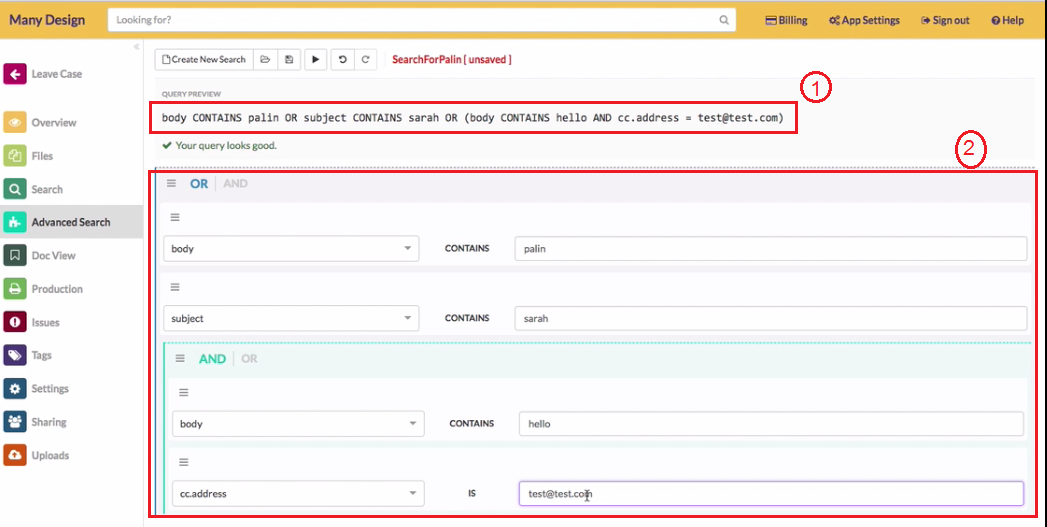 Many Design
Looking for?
Billing
App Settings
Sign out
Help
Leave Case
Overview
Files
Search
Advanced Search
Doc View
Production
Issues
Tags
Settings
Sharing
Uploads
Create New Search
SearchForPalin [ unsaved ]
1
QUERY PREVIEW
body CONTAINS palin OR subject CONTAINS sarah OR (body CONTAINS hello AND cc.address = test@test.com)
Your query looks good.
2
OR AND
body CONTAINS palin
subject CONTAINS sarah
AND OR
body CONTAINS hello
cc.address IS test@test.com